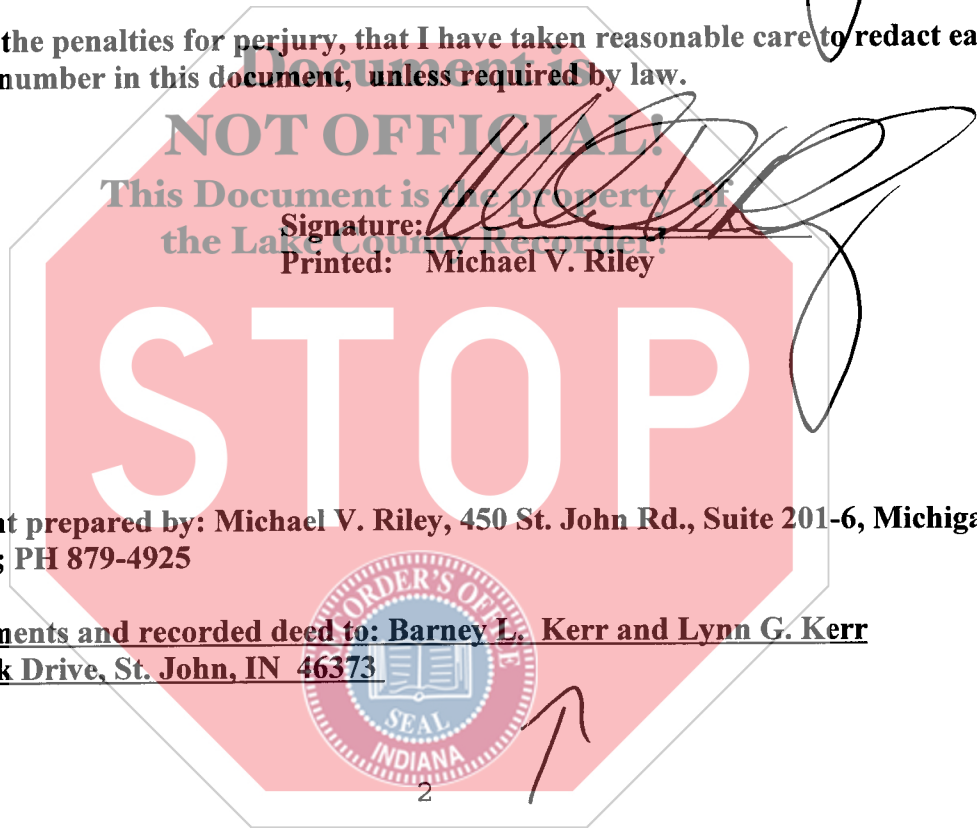 the penalties for perjury, that I have taken reasonable care to redact ea
number in this document, unless required by law.
Document is
NOT OFFICIAL!
This Document is the property of
the Lake County Recorder!
Signature:
Printed: Michael V. Riley
STOP
nt prepared by: Michael V. Riley, 450 St. John Rd., Suite 201-6, Michiga
; PH 879-4925
nents and recorded deed to: Barney L. Kerr and Lynn G. Kerr
k Drive, St. John, IN 46373
RECORDER'S OFFICE
SEAL
INDIANA
2